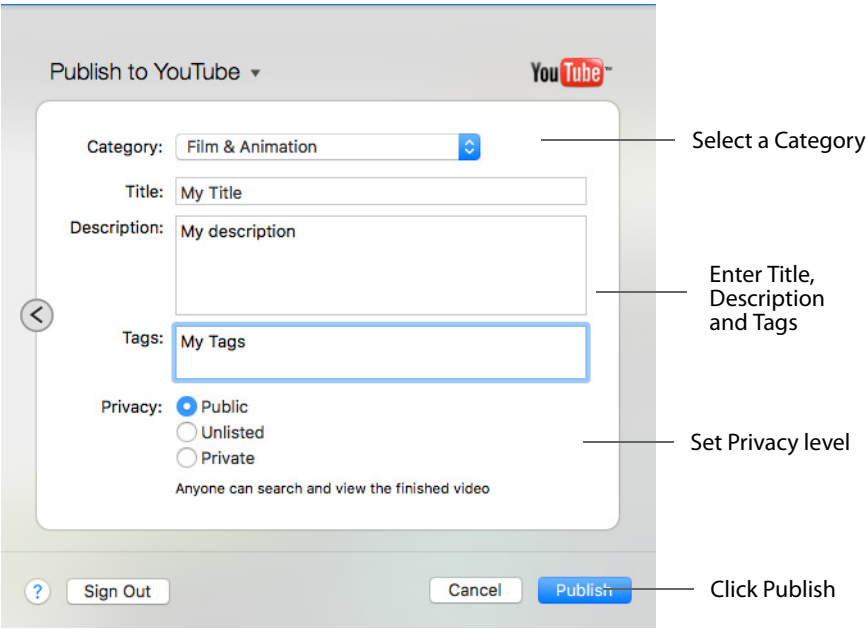 Publish to YouTube
You Tube
Category: Film & Animation
Select a Category
Title: My Title
Description: My description
Enter Title,
Description
and Tags
Tags: My Tags
Privacy: Public
Unlisted
Set Privacy level
Private
Anyone can search and view the finished video
? Sign Out Cancel Publish
Click Publish